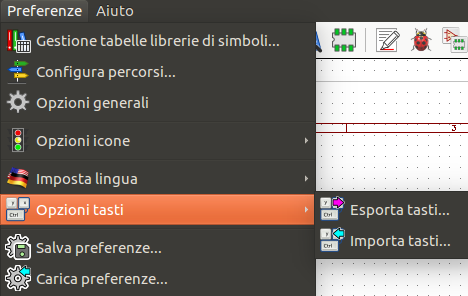 Preferenze Aiuto
Gestione tabelle librerie di simboli...
Configura percorsi...
Opzioni generali
Opzioni icone
Imposta lingua
Opzioni tasti
Esporta tasti...
Importa tasti...
Salva preferenze...
Carica preferenze...
3